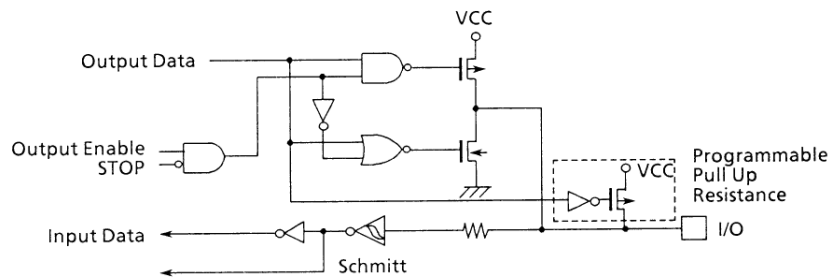 VCC
Output Data
Output Enable
STOP
VCC
Programmable
Pull Up
Resistance
Input Data
Schmitt
I/O